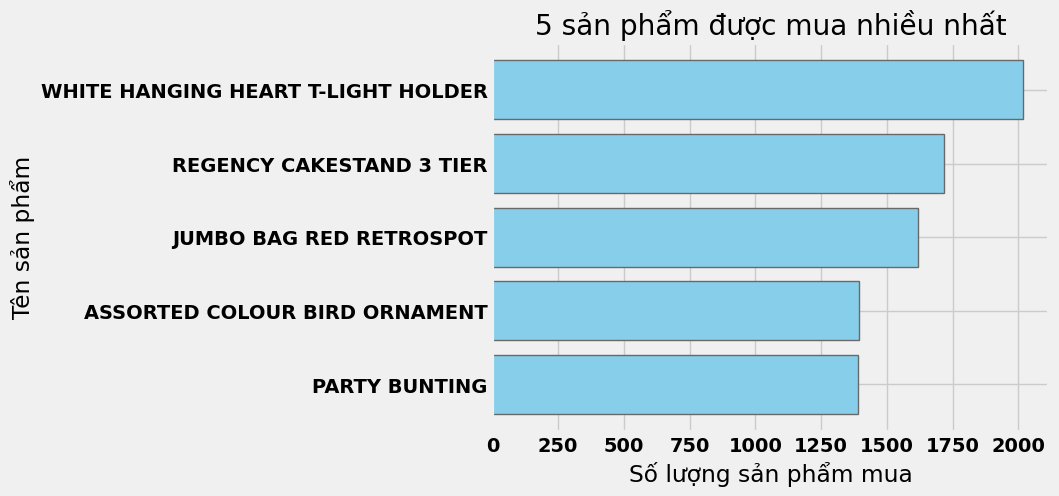 5 sản phẩm được mua nhiều nhất
Tên sản phẩm
WHITE HANGING HEART T-LIGHT HOLDER
REGENCY CAKESTAND 3 TIER
JUMBO BAG RED RETROSPOT
ASSORTED COLOUR BIRD ORNAMENT
PARTY BUNTING
0 250 500 750 1000 1250 1500 1750 2000
Số lượng sản phẩm mua